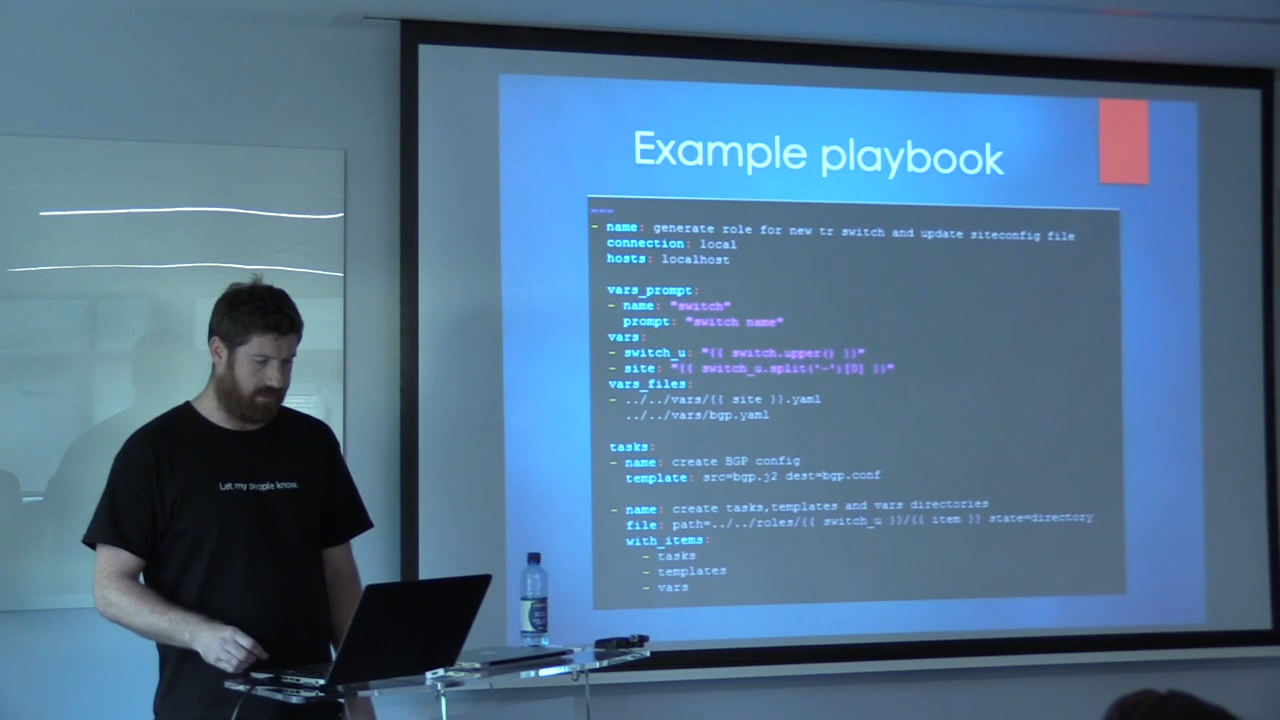 Example playbook
---
- name: generate role for new tr switch and update siteconfig file
connection: local
hosts: localhost
vars_prompt:
- name: "switch"
prompt: "switch name"
vars:
- switch_u: "{{ switch.upper() }}"
- site: "{{ switch_u.split('-')[0] }}"
vars_files:
- ../../vars/{{ site }}.yaml
../../vars/bgp.yaml
tasks:
- name: create BGP config
template: src=bgp.j2 dest=bgp.conf
- name: create tasks,templates and vars directories
file: path=../../roles/{{ switch_u }}/{{ item }} state=directory
with_items:
- tasks
- templates
- vars
Let my people know.